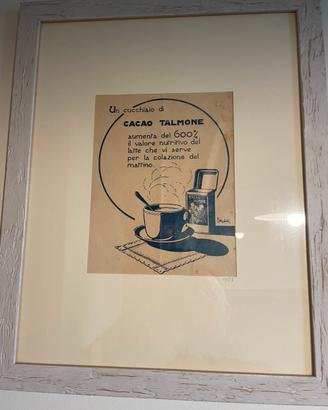 Un cucchiaio di
CACAO TALMONE
aumenta del 600%
il valore nutritivo del
latte che vi serve
per la colazione del
mattino.